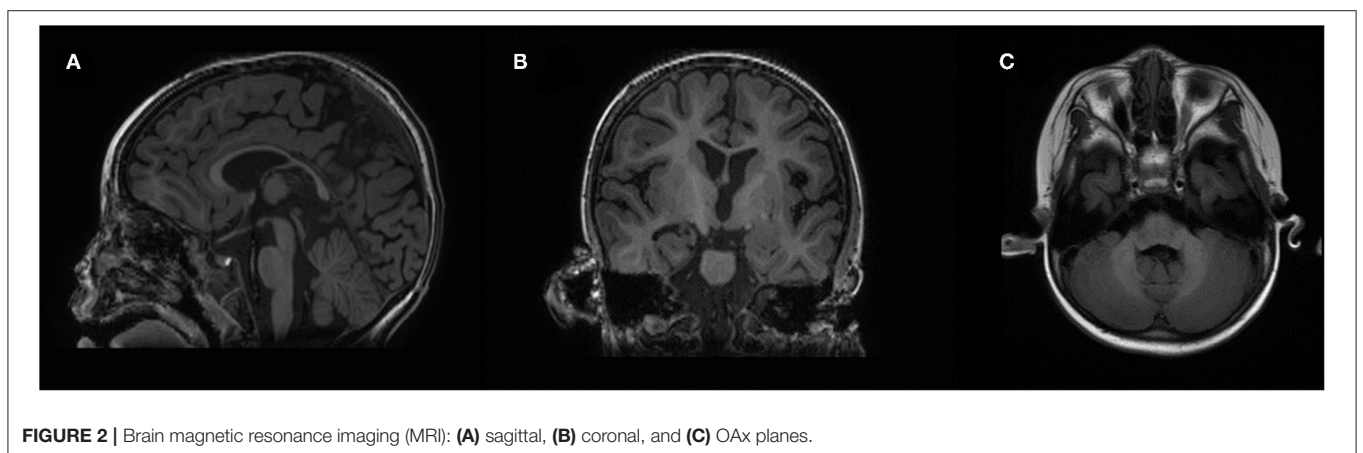 A
B
C
FIGURE 2 | Brain magnetic resonance imaging (MRI): (A) sagittal, (B) coronal, and (C) OAx planes.